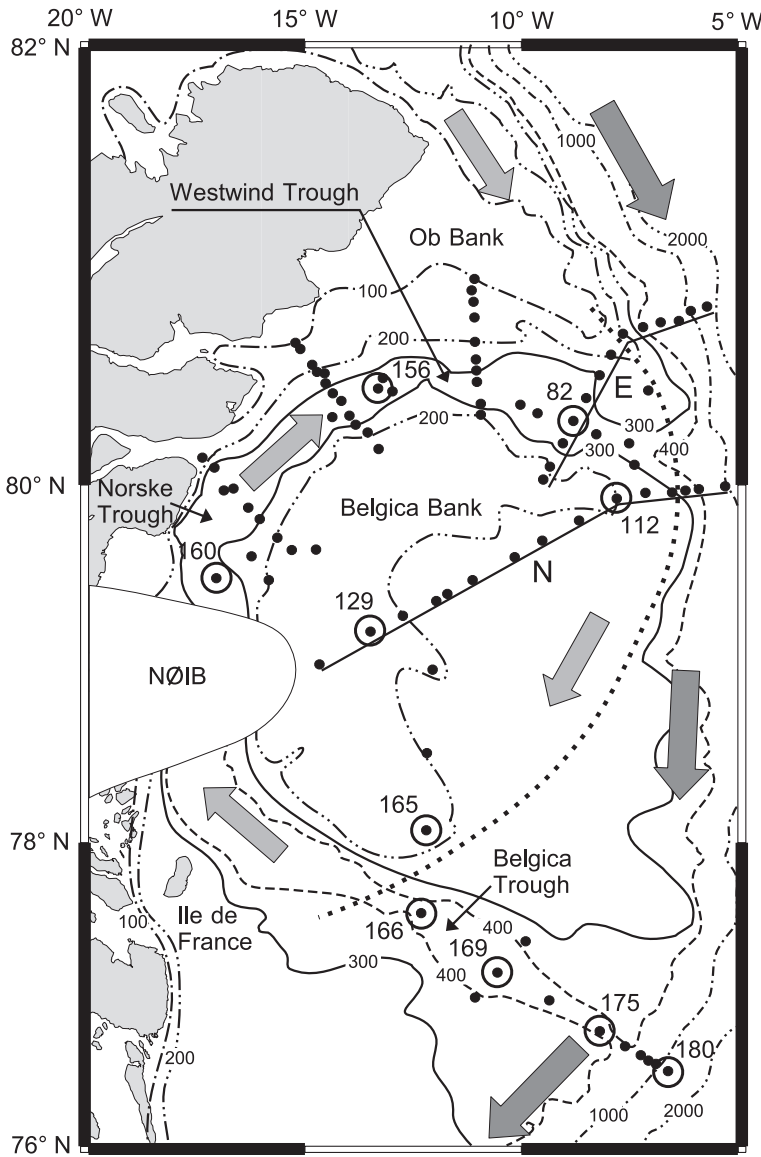 20° W
15° W
10° W
5° W
82° N
1000
Westwind Trough
2000
Ob Bank
100
200
156
E
82
300
200
300
400
80° N
Norske
Trough
Belgica Bank
112
160
N
129
NØIB
165
78° N
Belgica
Trough
Ile de
France
100
166
400
169
300
400
175
180
200
1000
2000
76° N